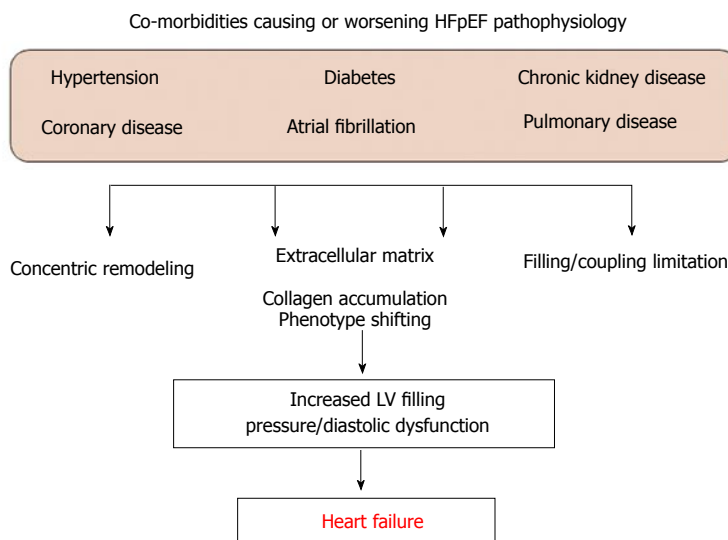 Co-morbidities causing or worsening HFpEF pathophysiology
Hypertension
Diabetes
Chronic kidney disease
Coronary disease
Atrial fibrillation
Pulmonary disease
Concentric remodeling
Extracellular matrix
Filling/coupling limitation
Collagen accumulation
Phenotype shifting
Increased LV filling
pressure/diastolic dysfunction
Heart failure